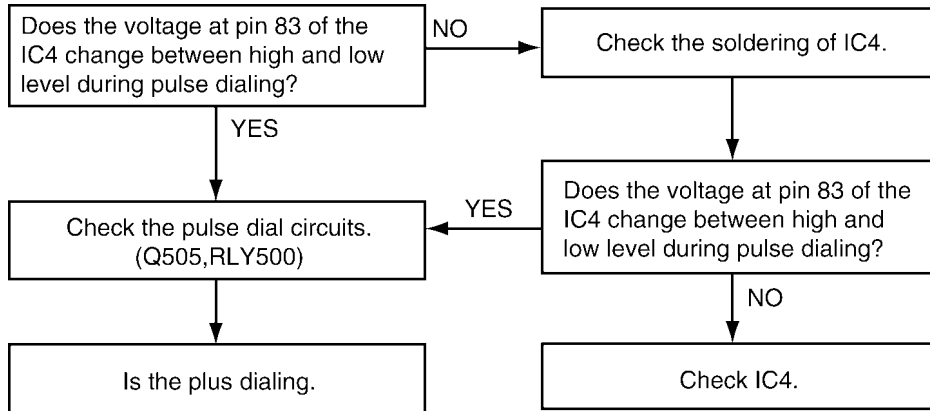 Does the voltage at pin 83 of the
IC4 change between high and low
level during pulse dialing?
NO
Check the soldering of IC4.
YES
Does the voltage at pin 83 of the
IC4 change between high and
low level during pulse dialing?
YES
Check the pulse dial circuits.
(Q505,RLY500)
NO
Is the plus dialing.
Check IC4.